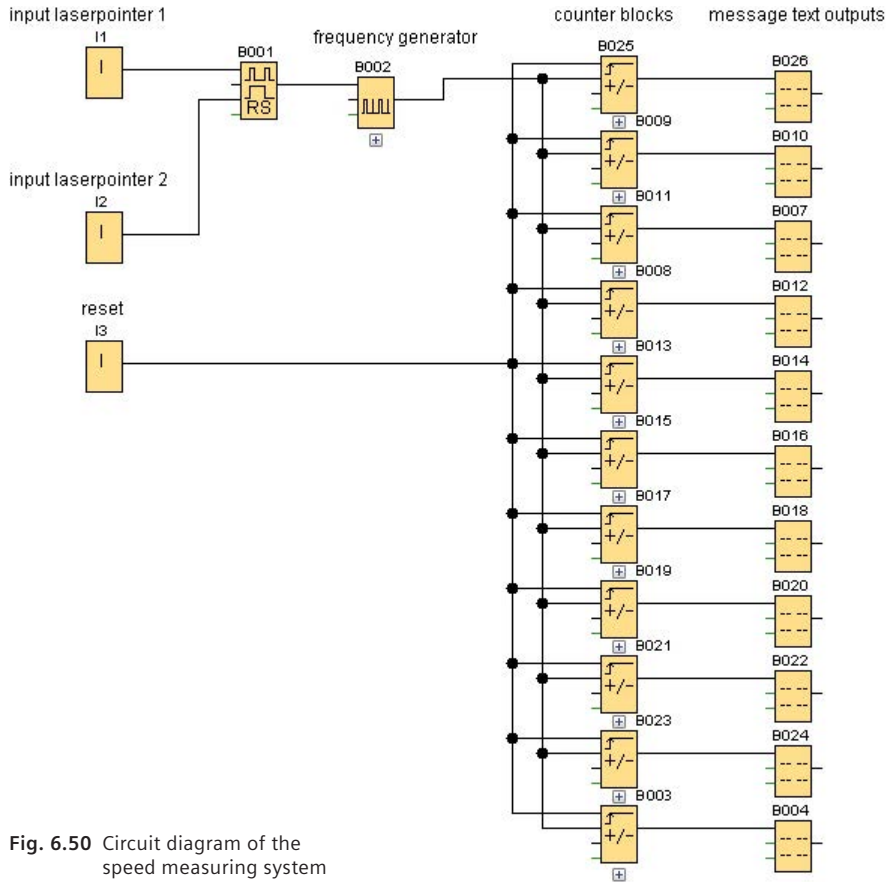 input laserpointer 1
counter blocks
message text outputs
I1
I
frequency generator
B001
RS
B002
input laserpointer 2
I2
I
reset
I3
I
B025
+/-
B026
B009
+/-
B010
B011
+/-
B007
B008
+/-
B012
B013
+/-
B014
B015
+/-
B016
B017
+/-
B018
B019
+/-
B020
B021
+/-
B022
B023
+/-
B024
B003
+/-
B004
Fig. 6.50 Circuit diagram of the
speed measuring system